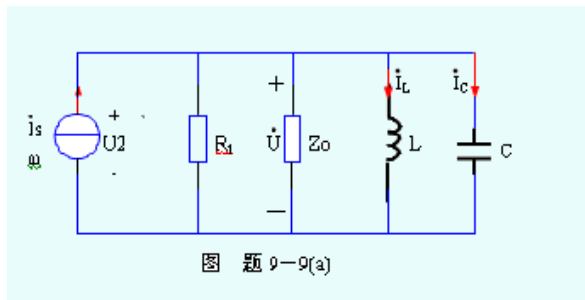 + İL İC
İs + U2 R1 U̇ Zo L C
ω -
−
图 题 9－9(a)